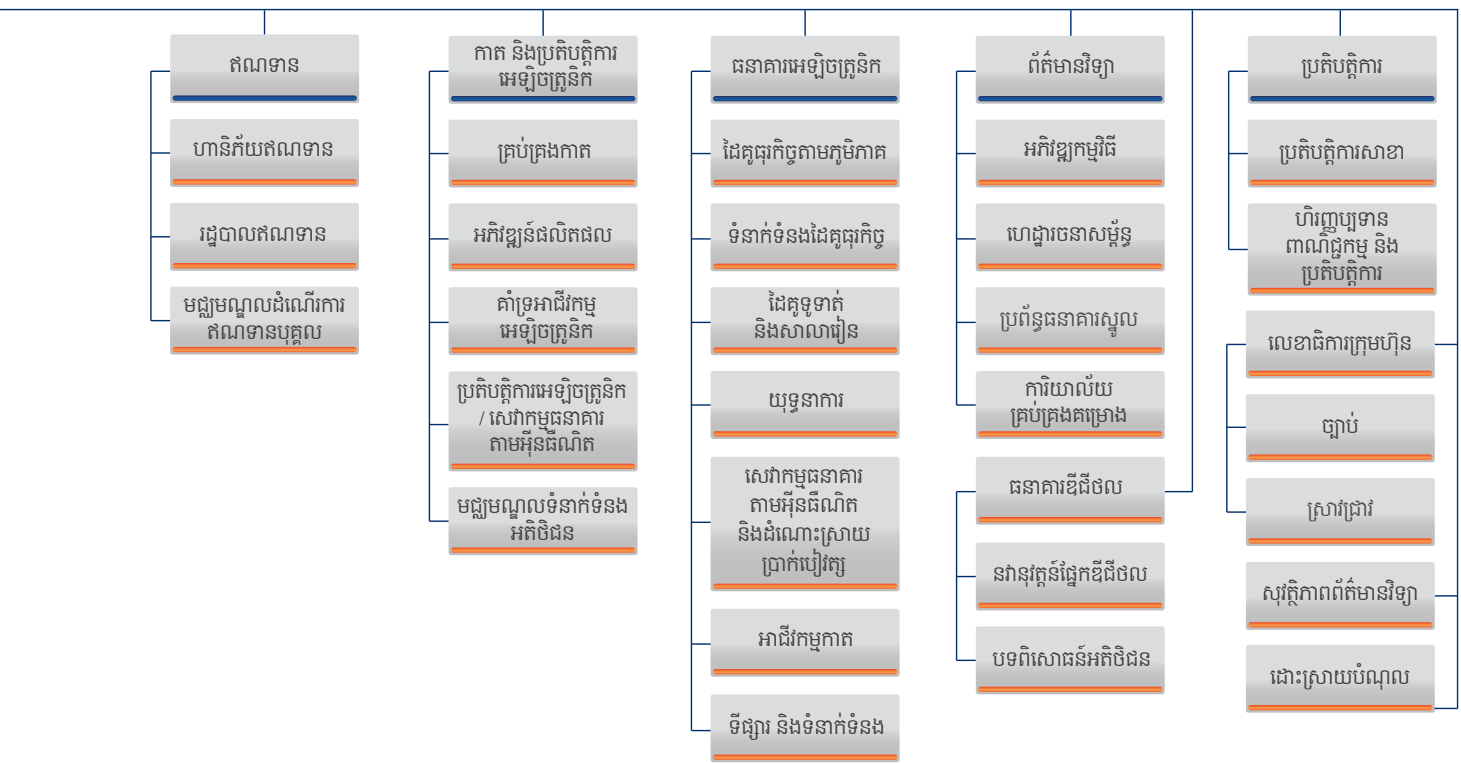 ឥណទាន
ហានិភ័យឥណទាន
រដ្ឋបាលឥណទាន
មជ្ឈមណ្ឌលដំណើរការ
ឥណទានបុគ្គល
កាត និងប្រតិបត្តិការ
អេឡិចត្រូនិក
គ្រប់គ្រងកាត
អភិវឌ្ឍន៍ផលិតផល
គាំទ្រអាជីវកម្ម
អេឡិចត្រូនិក
ប្រតិបត្តិការអេឡិចត្រូនិក
/ សេវាកម្មធនាគារ
តាមអ៊ីនធឺណិត
មជ្ឈមណ្ឌលទំនាក់ទំនង
អតិថិជន
ធនាគារអេឡិចត្រូនិក
ដៃគូធុរកិច្ចតាមភូមិភាគ
ទំនាក់ទំនងដៃគូធុរកិច្ច
ដៃគូទូទាត់
និងសាលារៀន
យុទ្ធនាការ
សេវាកម្មធនាគារ
តាមអ៊ីនធឺណិត
និងដំណោះស្រាយ
ប្រាក់បៀវត្ស
អាជីវកម្មកាត
ទីផ្សារ និងទំនាក់ទំនង
ព័ត៌មានវិទ្យា
អភិវឌ្ឍកម្មវិធី
ហេដ្ឋារចនាសម្ព័ន្ធ
ប្រព័ន្ធធនាគារស្នូល
ការិយាល័យ
គ្រប់គ្រងគម្រោង
ធនាគារឌីជីថល
នវានុវត្តន៍ផ្នែកឌីជីថល
បទពិសោធន៍អតិថិជន
ប្រតិបត្តិការ
ប្រតិបត្តិការសាខា
ហិរញ្ញប្បទាន
ពាណិជ្ជកម្ម និង
ប្រតិបត្តិការ
លេខាធិការក្រុមហ៊ុន
ច្បាប់
ស្រាវជ្រាវ
សុវត្ថិភាពព័ត៌មានវិទ្យា
ដោះស្រាយបំណុល